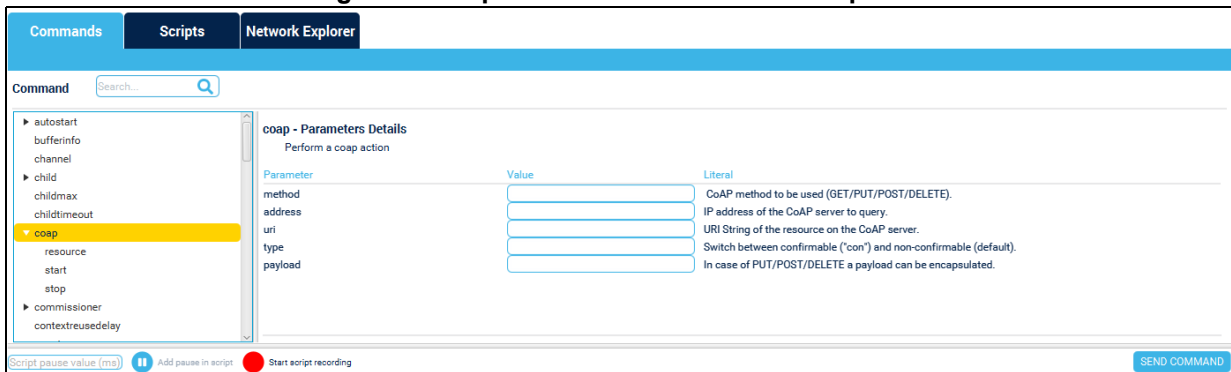 Commands Scripts Network Explorer
Command Search...
autostart
bufferinfo
channel
child
childmax
childtimeout
coap
resource
start
stop
commissioner
contextreusedelay
coap - Parameters Details
Perform a coap action
Parameter Value Literal
method CoAP method to be used (GET/PUT/POST/DELETE).
address IP address of the CoAP server to query.
uri URI String of the resource on the CoAP server.
type Switch between confirmable ("con") and non-confirmable (default).
payload In case of PUT/POST/DELETE a payload can be encapsulated.
Script pause value (ms) Add pause in script Start script recording SEND COMMAND